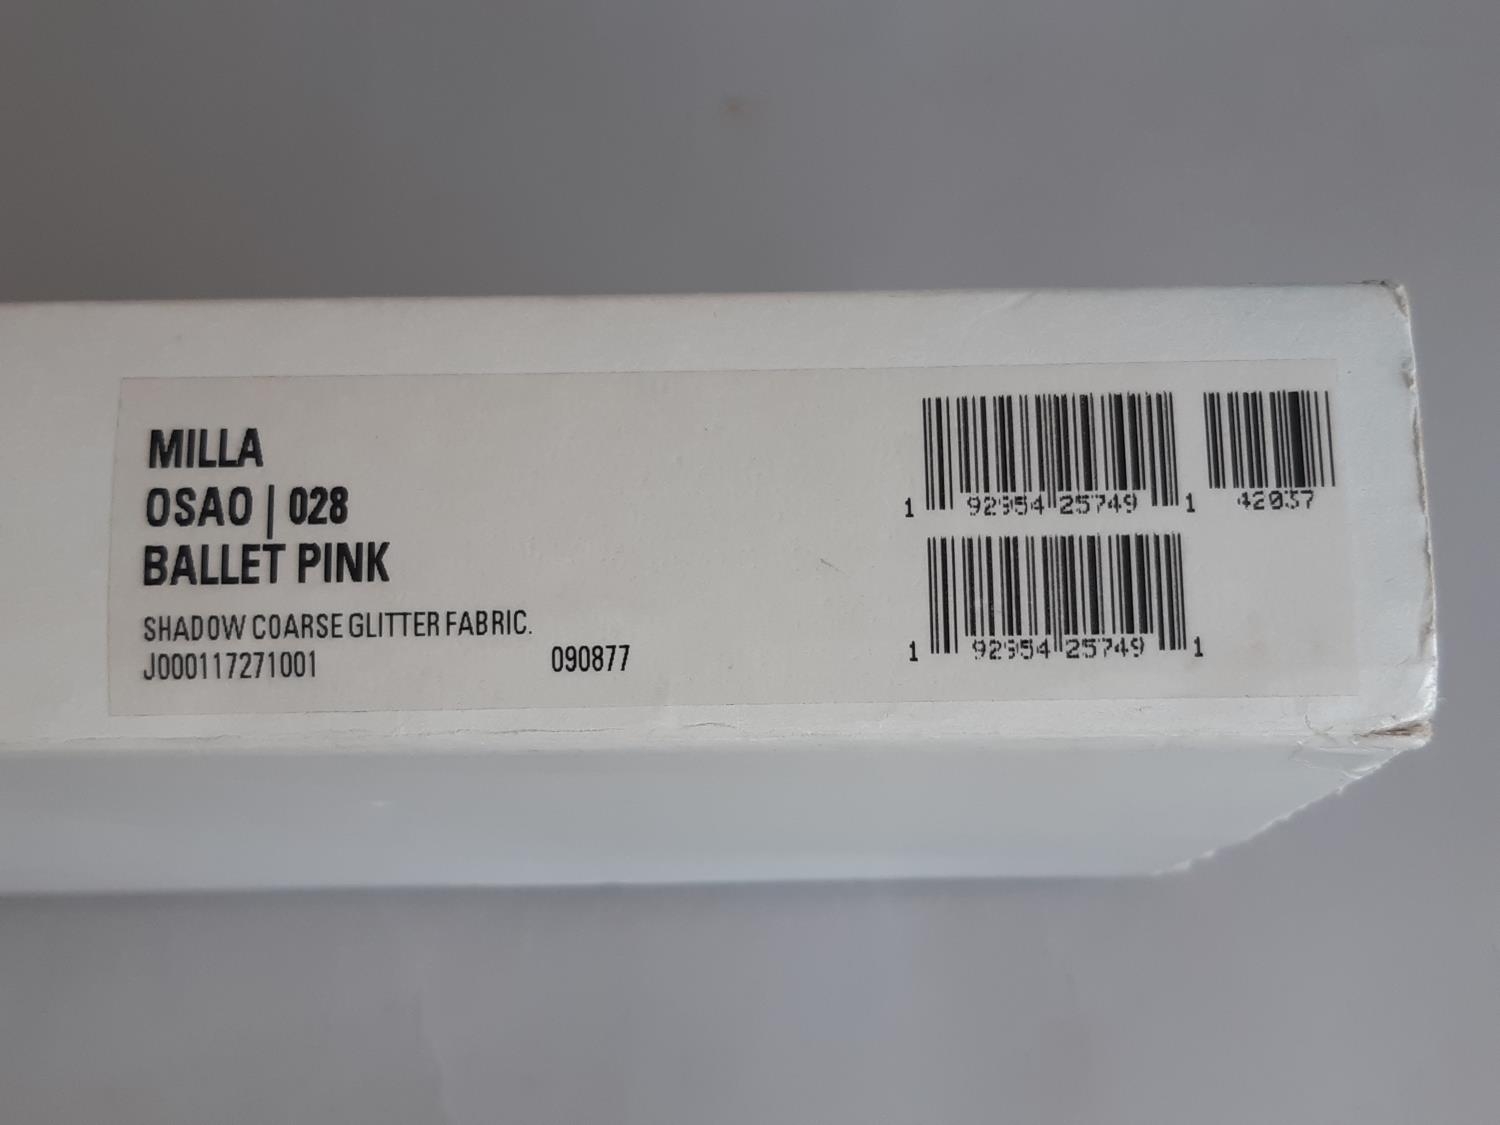 MILLA
OSAO | 028
BALLET PINK
SHADOW COARSE GLITTER FABRIC.
J000117271001 090877
1 92954 25749 1 42037
1 92954 25749 1